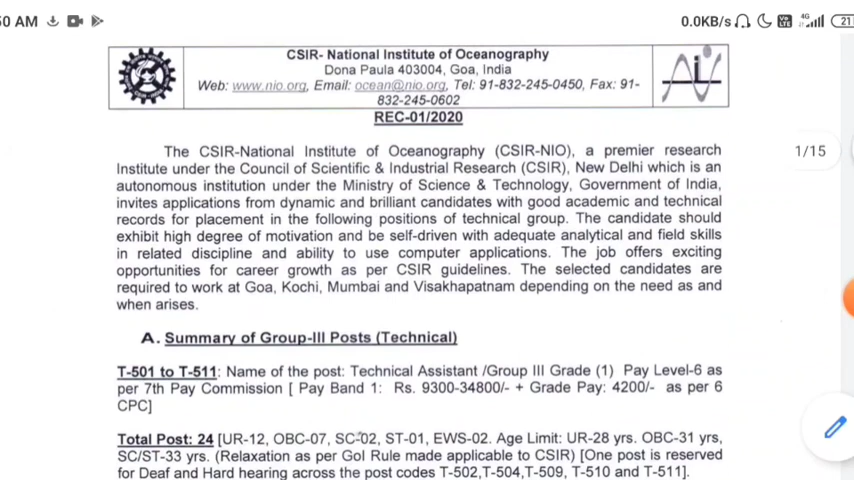 50 AM 0.0KB/s Vo LTE 4G 21
CSIR- National Institute of Oceanography
Dona Paula 403004, Goa, India
Web: www.nio.org, Email: ocean@nio.org, Tel: 91-832-245-0450, Fax: 91-
832-245-0602
REC-01/2020
1/15
The CSIR-National Institute of Oceanography (CSIR-NIO), a premier research
Institute under the Council of Scientific & Industrial Research (CSIR), New Delhi which is an
autonomous institution under the Ministry of Science & Technology, Government of India,
invites applications from dynamic and brilliant candidates with good academic and technical
records for placement in the following positions of technical group. The candidate should
exhibit high degree of motivation and be self-driven with adequate analytical and field skills
in related discipline and ability to use computer applications. The job offers exciting
opportunities for career growth as per CSIR guidelines. The selected candidates are
required to work at Goa, Kochi, Mumbai and Visakhapatnam depending on the need as and
when arises.
A. Summary of Group-III Posts (Technical)
T-501 to T-511: Name of the post: Technical Assistant /Group III Grade (1) Pay Level-6 as
per 7th Pay Commission [ Pay Band 1: Rs. 9300-34800/- + Grade Pay: 4200/- as per 6
CPC]
Total Post: 24 [UR-12, OBC-07, SC-02, ST-01, EWS-02. Age Limit: UR-28 yrs. OBC-31 yrs,
SC/ST-33 yrs. (Relaxation as per GoI Rule made applicable to CSIR) [One post is reserved
for Deaf and Hard hearing across the post codes T-502,T-504,T-509, T-510 and T-511].